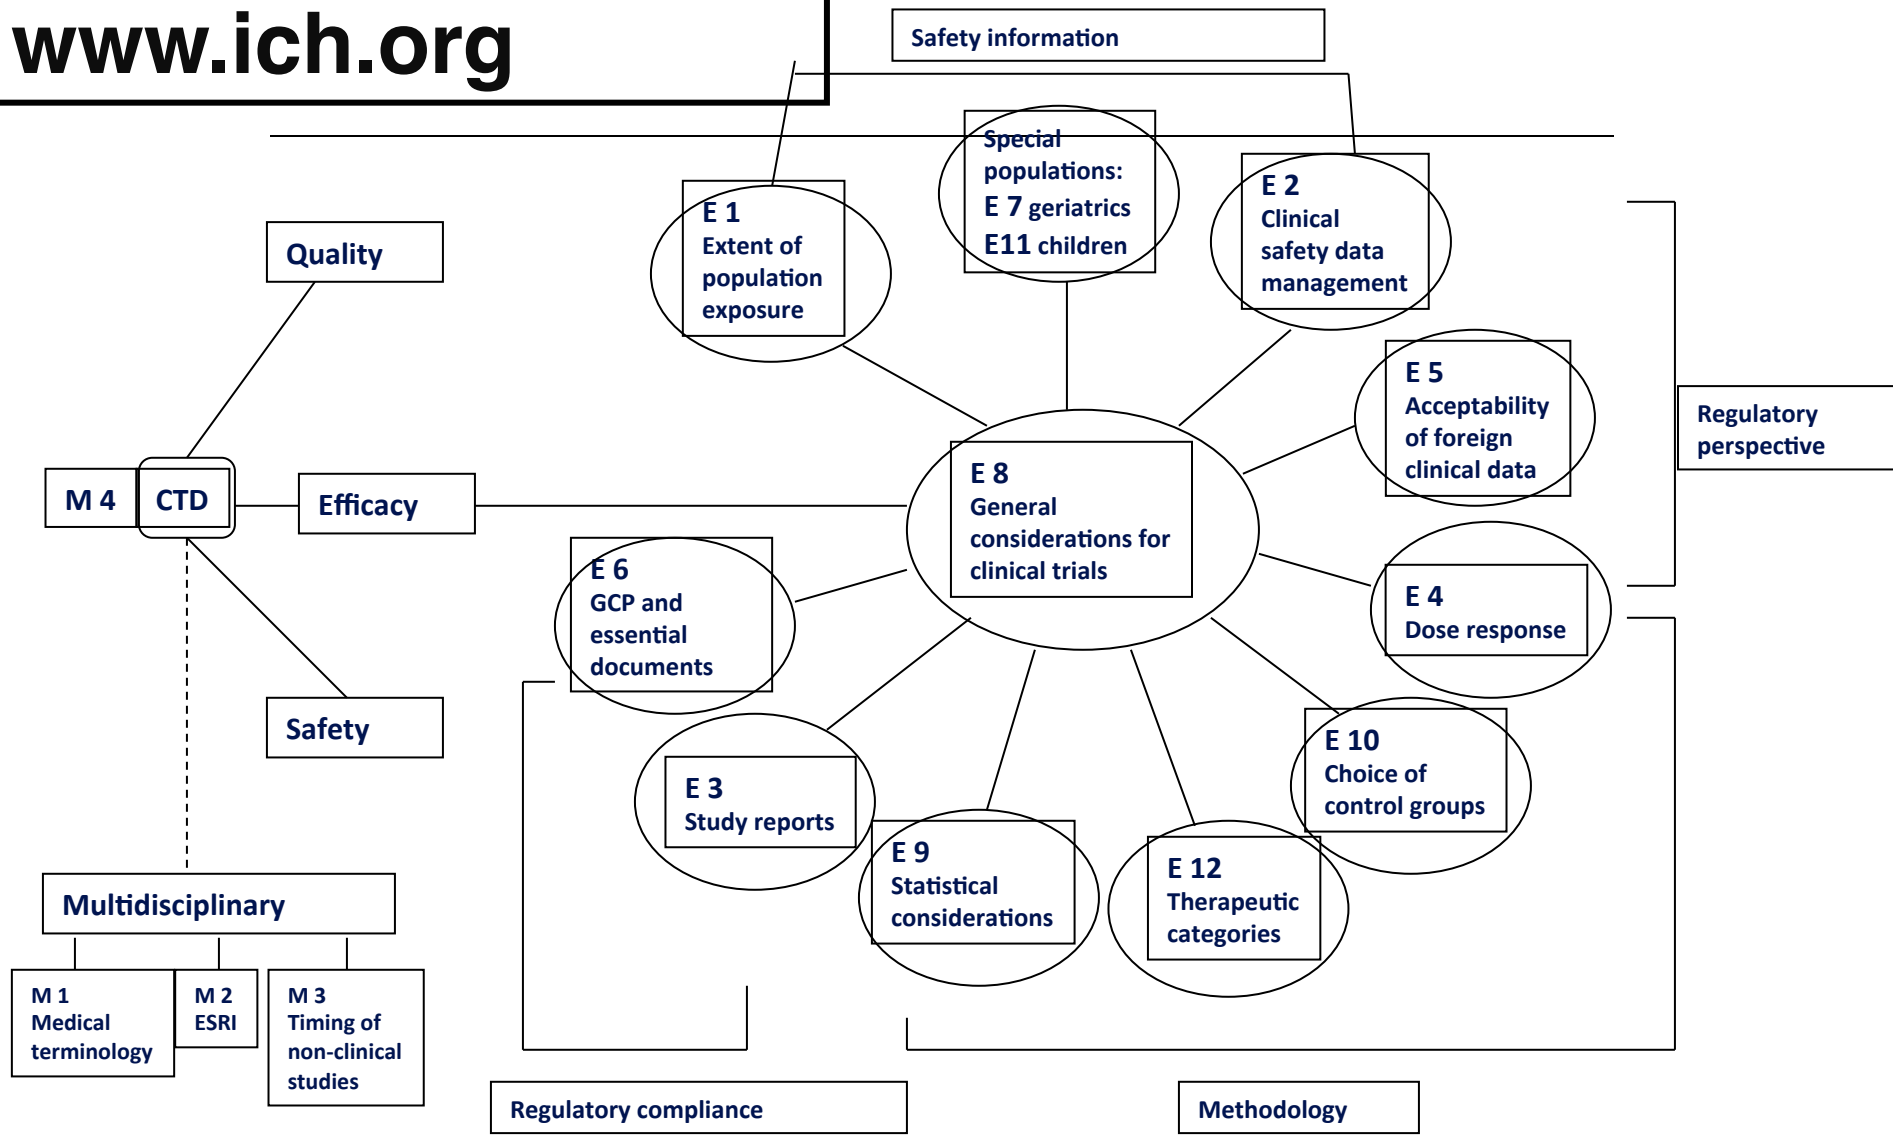 www.ich.org
Safety information
Special
populations:
E 7 geriatrics
E11 children
E 1
Extent of
population
exposure
E 2
Clinical
safety data
management
Quality
E 5
Acceptability
of foreign
clinical data
Regulatory
perspective
M 4
CTD
Efficacy
E 8
General
considerations for
clinical trials
E 6
GCP and
essential
documents
E 4
Dose response
Safety
E 3
Study reports
E 10
Choice of
control groups
E 9
Statistical
considerations
E 12
Therapeutic
categories
Multidisciplinary
M 1
Medical
terminology
M 2
ESRI
M 3
Timing of
non-clinical
studies
Regulatory compliance
Methodology